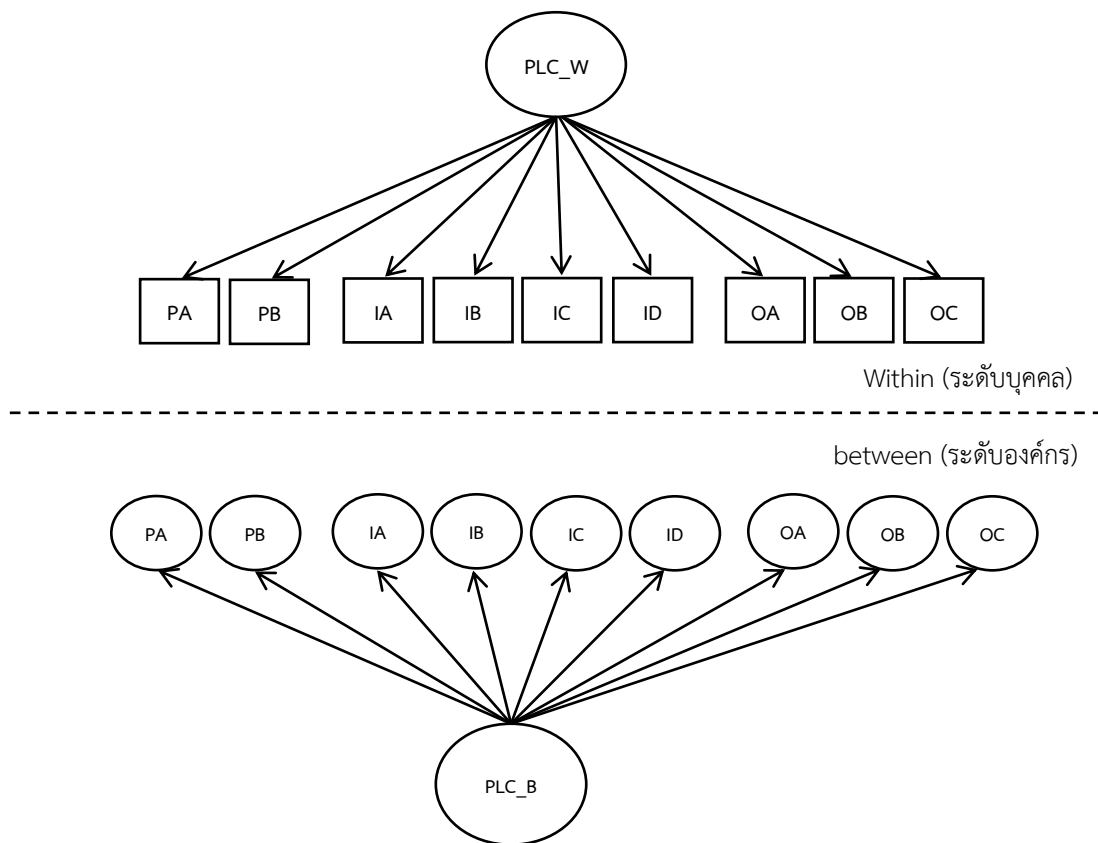 PLC_W
PA PB IA IB IC ID OA OB OC
Within (ระดับบุคคล)
between (ระดับองค์กร)
PA PB IA IB IC ID OA OB OC
PLC_B